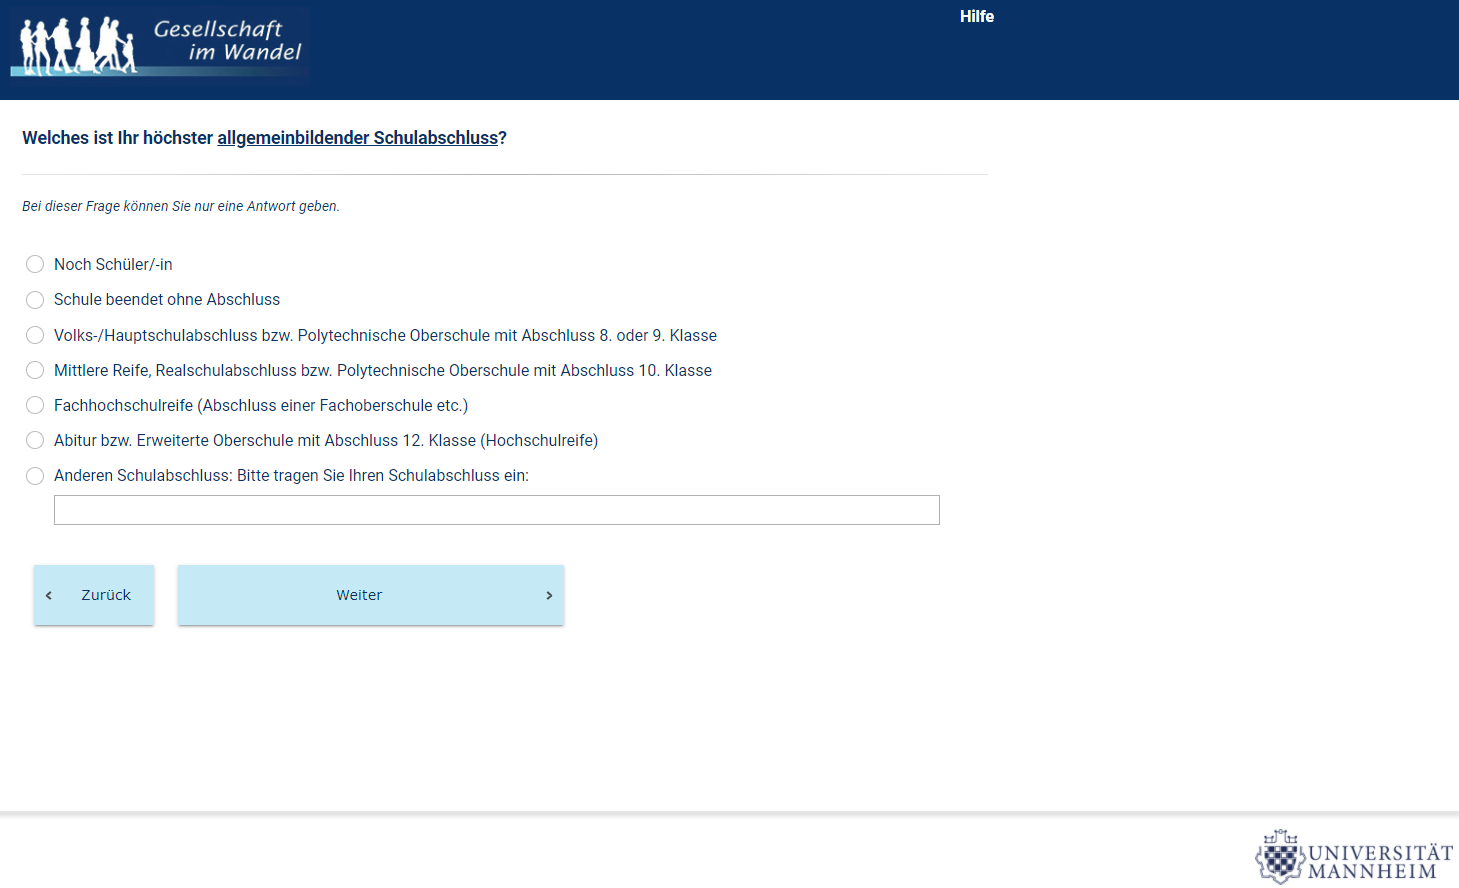 Gesellschaft
im Wandel
Hilfe
Welches ist Ihr höchster allgemeinbildender Schulabschluss?
Bei dieser Frage können Sie nur eine Antwort geben.
Noch Schüler/-in
Schule beendet ohne Abschluss
Volks-/Hauptschulabschluss bzw. Polytechnische Oberschule mit Abschluss 8. oder 9. Klasse
Mittlere Reife, Realschulabschluss bzw. Polytechnische Oberschule mit Abschluss 10. Klasse
Fachhochschulreife (Abschluss einer Fachoberschule etc.)
Abitur bzw. Erweiterte Oberschule mit Abschluss 12. Klasse (Hochschulreife)
Anderen Schulabschluss: Bitte tragen Sie Ihren Schulabschluss ein:
‹ Zurück
Weiter ›
UNIVERSITÄT
MANNHEIM